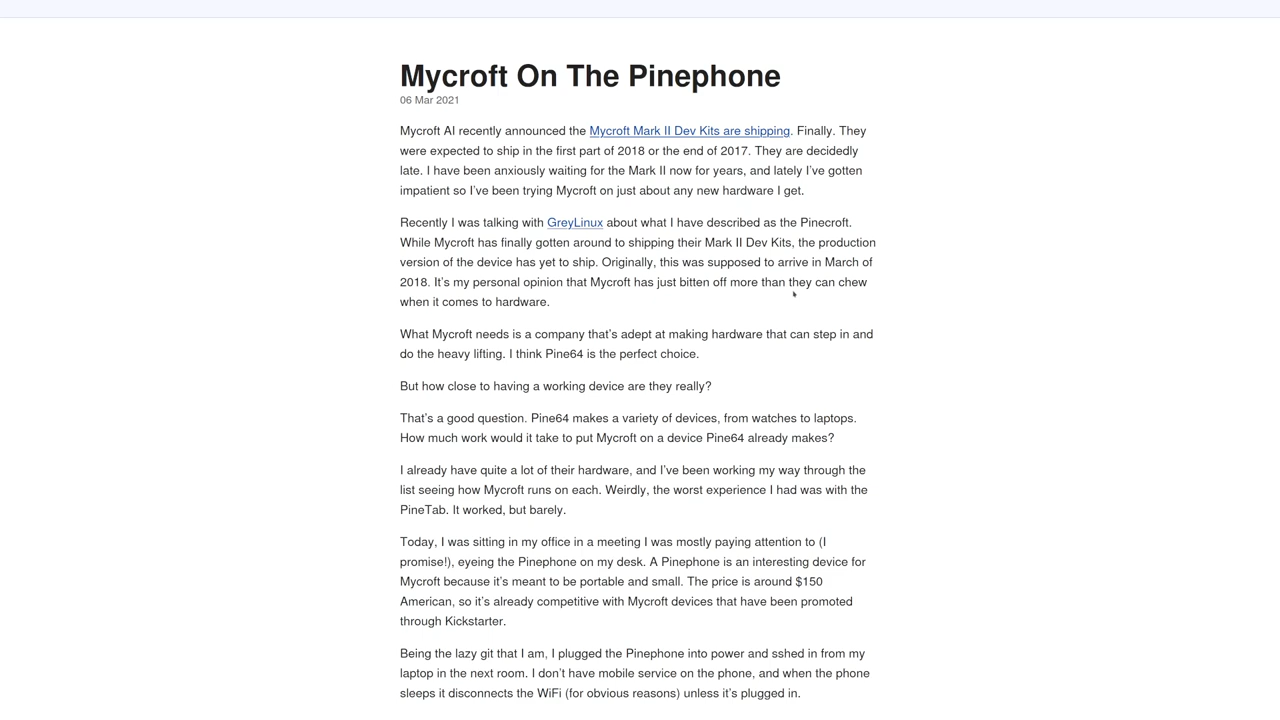 Mycroft On The Pinephone
06 Mar 2021
Mycroft AI recently announced the Mycroft Mark II Dev Kits are shipping. Finally. They
were expected to ship in the first part of 2018 or the end of 2017. They are decidedly
late. I have been anxiously waiting for the Mark II now for years, and lately I’ve gotten
impatient so I’ve been trying Mycroft on just about any new hardware I get.
Recently I was talking with GreyLinux about what I have described as the Pinecroft.
While Mycroft has finally gotten around to shipping their Mark II Dev Kits, the production
version of the device has yet to ship. Originally, this was supposed to arrive in March of
2018. It’s my personal opinion that Mycroft has just bitten off more than they can chew
when it comes to hardware.
What Mycroft needs is a company that’s adept at making hardware that can step in and
do the heavy lifting. I think Pine64 is the perfect choice.
But how close to having a working device are they really?
That’s a good question. Pine64 makes a variety of devices, from watches to laptops.
How much work would it take to put Mycroft on a device Pine64 already makes?
I already have quite a lot of their hardware, and I’ve been working my way through the
list seeing how Mycroft runs on each. Weirdly, the worst experience I had was with the
PineTab. It worked, but barely.
Today, I was sitting in my office in a meeting I was mostly paying attention to (I
promise!), eyeing the Pinephone on my desk. A Pinephone is an interesting device for
Mycroft because it’s meant to be portable and small. The price is around $150
American, so it’s already competitive with Mycroft devices that have been promoted
through Kickstarter.
Being the lazy git that I am, I plugged the Pinephone into power and sshed in from my
laptop in the next room. I don’t have mobile service on the phone, and when the phone
sleeps it disconnects the WiFi (for obvious reasons) unless it’s plugged in.